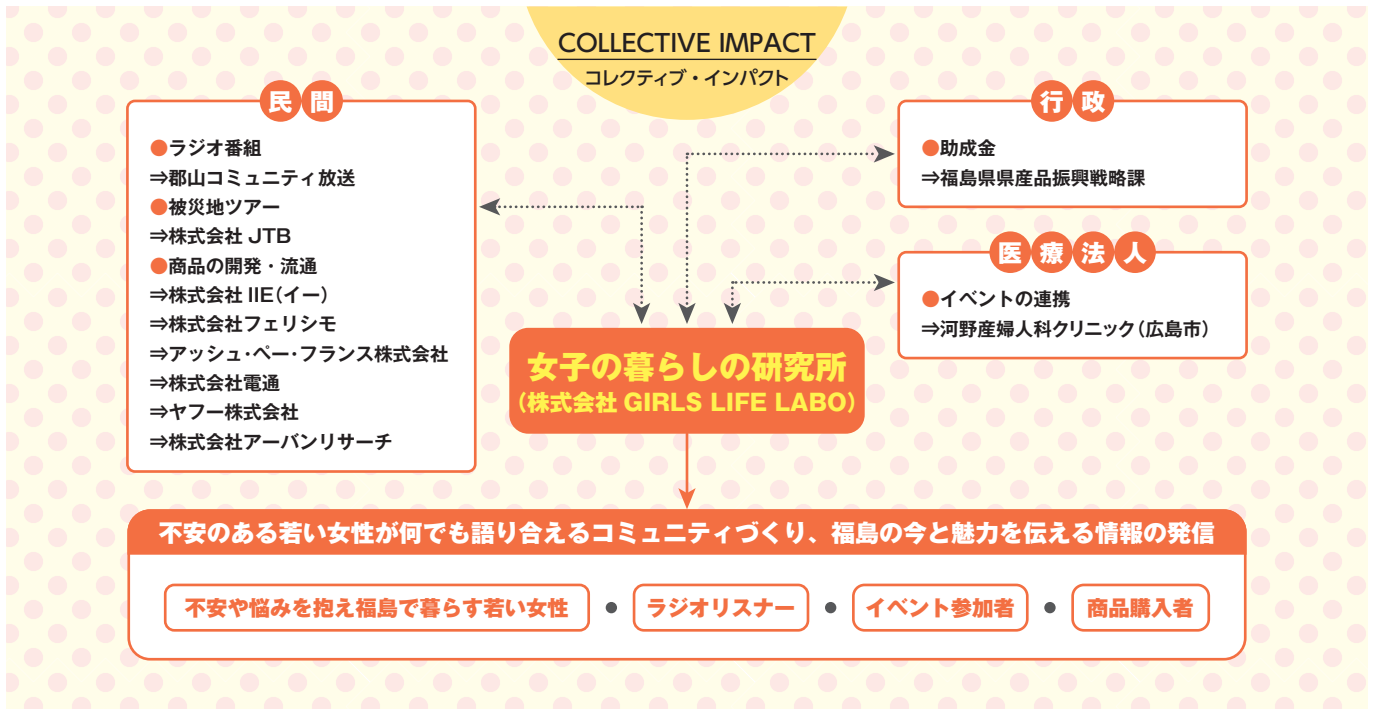 COLLECTIVE IMPACT
コレクティブ・インパクト
民間
●ラジオ番組
⇒郡山コミュニティ放送
●被災地ツアー
⇒株式会社 JTB
●商品の開発・流通
⇒株式会社 IIE(イー)
⇒株式会社フェリシモ
⇒アッシュ・ペー・フランス株式会社
⇒株式会社電通
⇒ヤフー株式会社
⇒株式会社アーバンリサーチ
行政
●助成金
⇒福島県県産品振興戦略課
医療法人
●イベントの連携
⇒河野産婦人科クリニック(広島市)
女子の暮らしの研究所
(株式会社 GIRLS LIFE LABO)
不安のある若い女性が何でも語り合えるコミュニティづくり、福島の今と魅力を伝える情報の発信
不安や悩みを抱え福島で暮らす若い女性 ● ラジオリスナー ● イベント参加者 ● 商品購入者